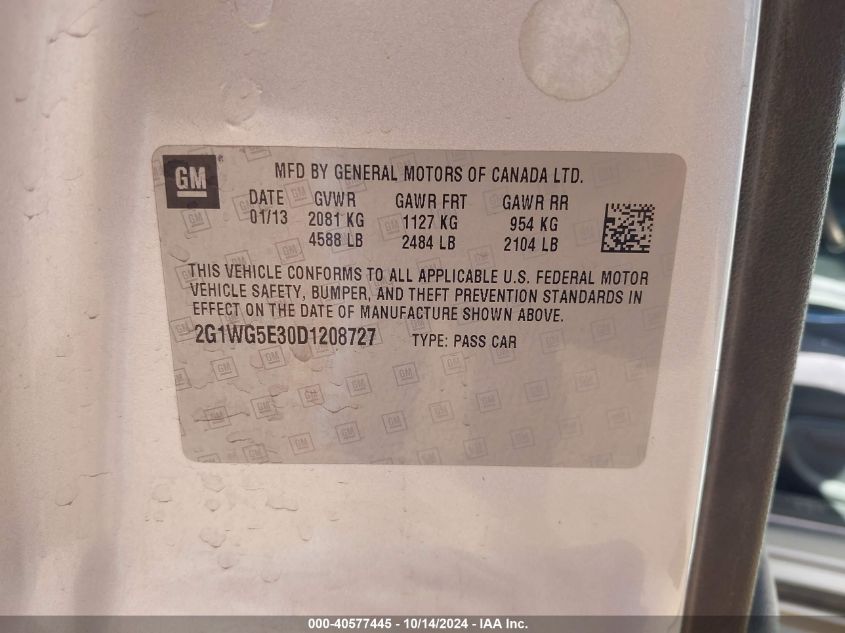 GM
MFD BY GENERAL MOTORS OF CANADA LTD.
DATE GVWR GAWR FRT GAWR RR
01/13 2081 KG 1127 KG 954 KG
4588 LB 2484 LB 2104 LB
THIS VEHICLE CONFORMS TO ALL APPLICABLE U.S. FEDERAL MOTOR
VEHICLE SAFETY, BUMPER, AND THEFT PREVENTION STANDARDS IN
EFFECT ON THE DATE OF MANUFACTURE SHOWN ABOVE.
2G1WG5E30D1208727 TYPE: PASS CAR
000-40577445 - 10/14/2024 - IAA Inc.